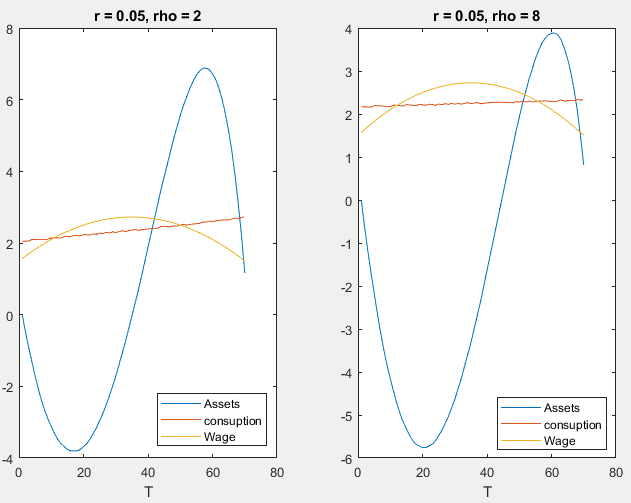 r = 0.05, rho = 2
8
6
4
2
0
-2
-4
0
20
40
60
80
T
Assets
consuption
Wage
r = 0.05, rho = 8
4
3
2
1
0
-1
-2
-3
-4
-5
-6
0
20
40
60
80
T
Assets
consuption
Wage